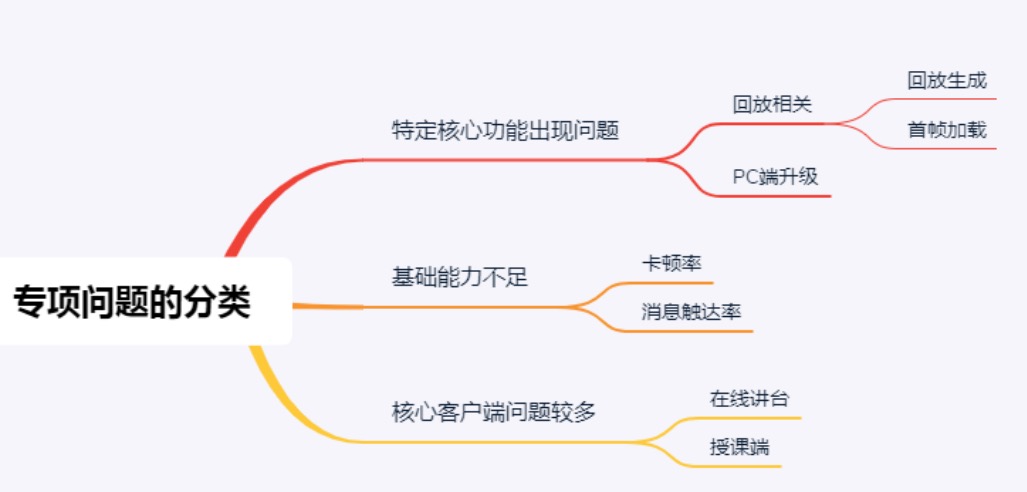 专项问题的分类
特定核心功能出现问题
回放相关
回放生成
首帧加载
PC端升级
基础能力不足
卡顿率
消息触达率
核心客户端问题较多
在线讲台
授课端